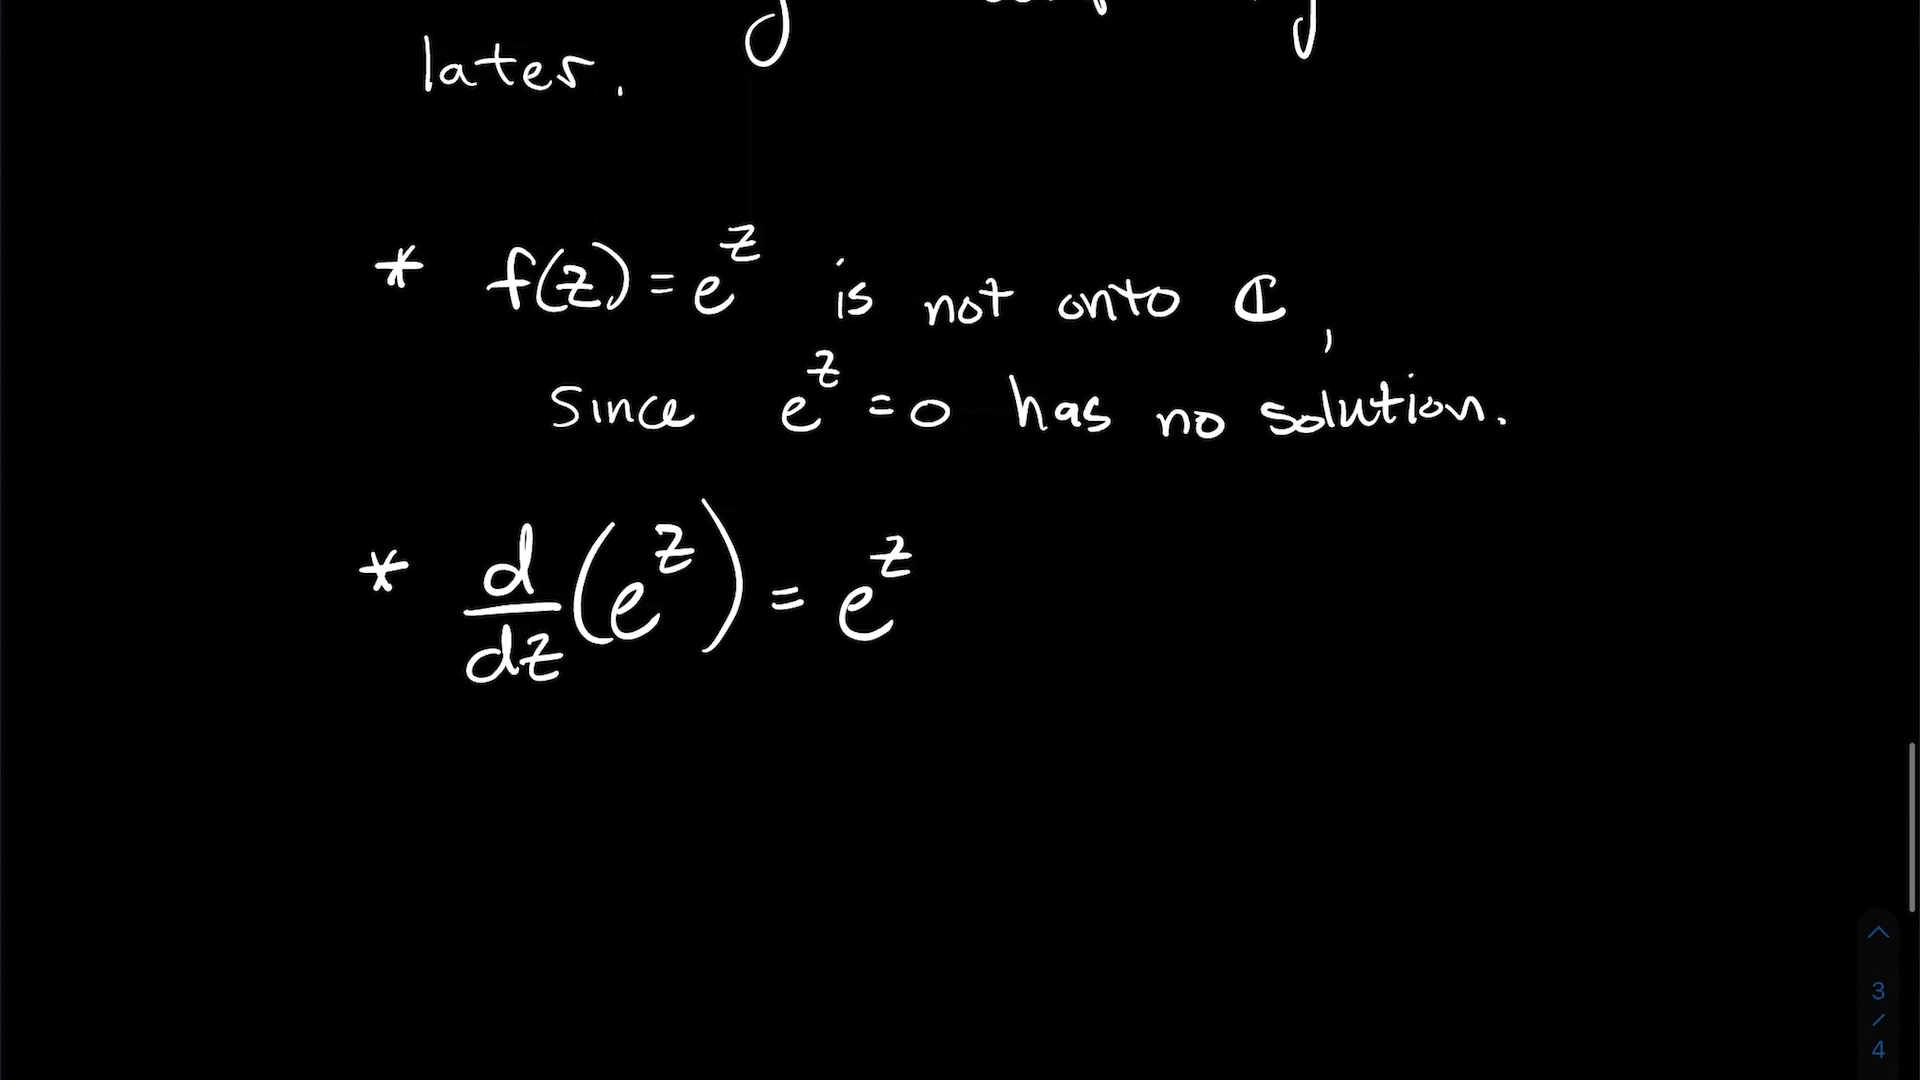 later.
* f(z) = e^z is not onto ℂ,
since e^z = 0 has no solution.
* d/dz (e^z) = e^z
3
/
4